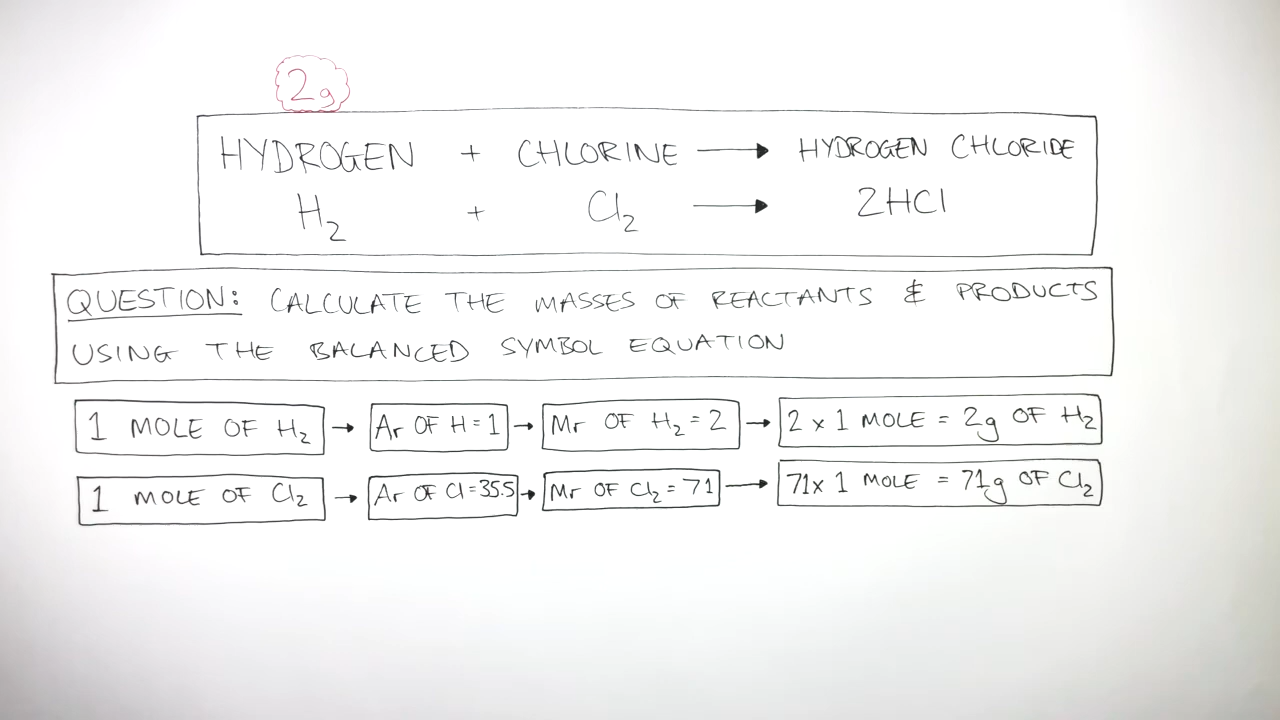 2g
HYDROGEN + CHLORINE → HYDROGEN CHLORIDE
H₂ + Cl₂ → 2HCl
QUESTION: CALCULATE THE MASSES OF REACTANTS & PRODUCTS
USING THE BALANCED SYMBOL EQUATION
1 MOLE OF H₂ → Ar OF H = 1 → Mr OF H₂ = 2 → 2 x 1 MOLE = 2g OF H₂
1 MOLE OF Cl₂ → Ar OF Cl = 35.5 → Mr OF Cl₂ = 71 → 71 x 1 MOLE = 71g OF Cl₂